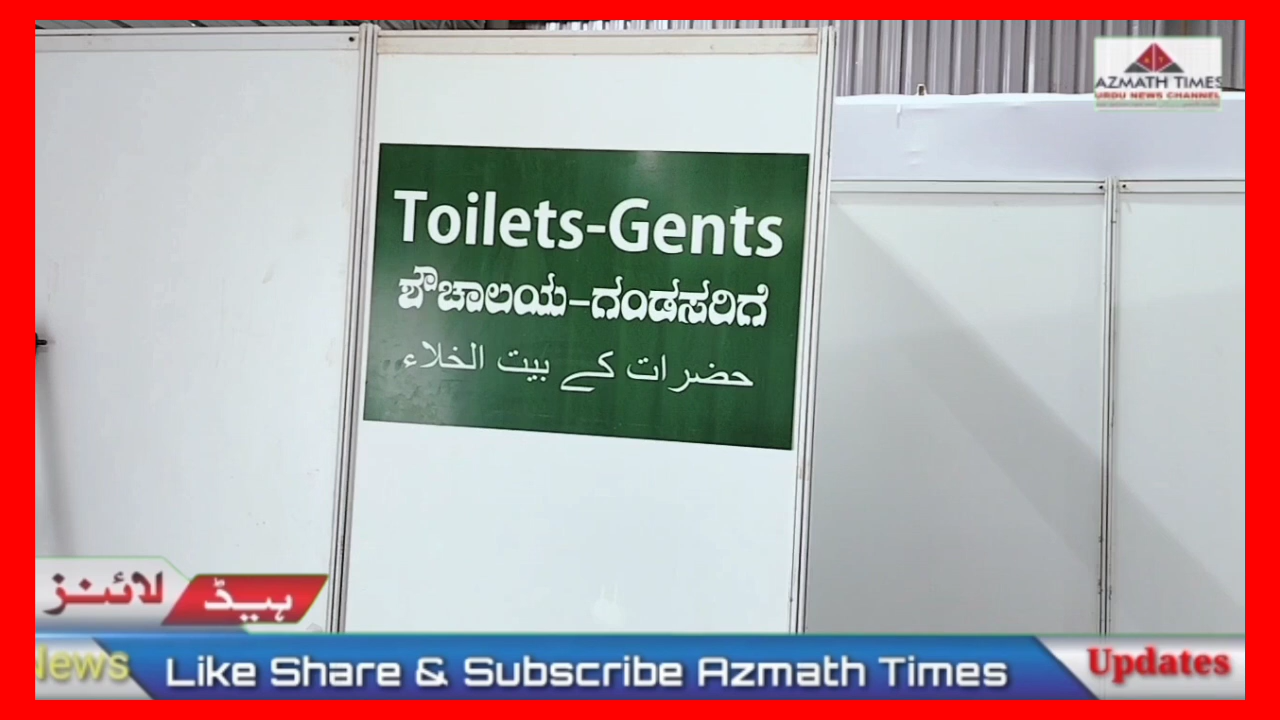 AZMATH TIMES
URDU NEWS CHANNEL
Toilets-Gents
ಶೌಚಾಲಯ-ಗಂಡಸರಿಗೆ
حضرات کے بیت الخلاء
ہیڈ لائنز
News
Like Share & Subscribe Azmath Times
Updates